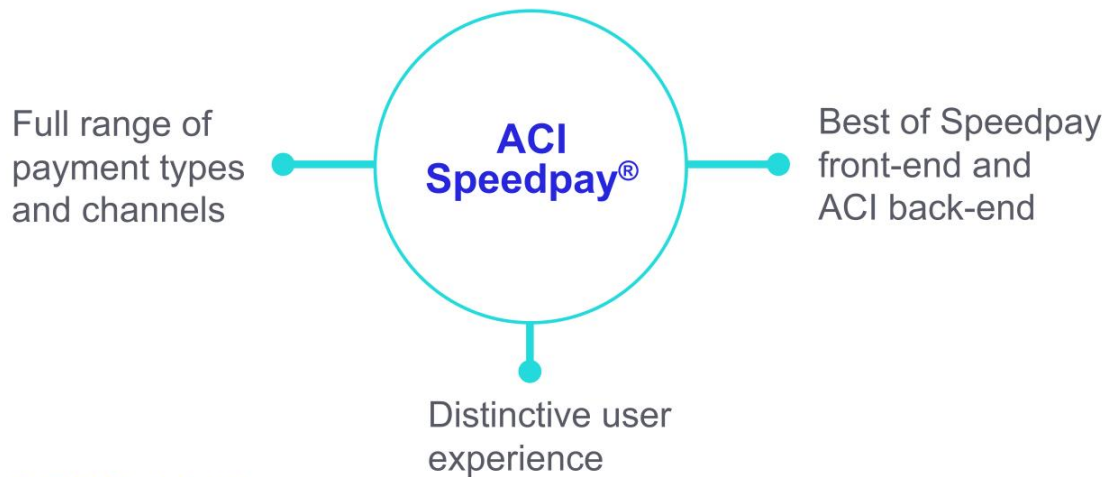 Full range of
payment types
and channels
ACI
Speedpay®
Best of Speedpay
front-end and
ACI back-end
Distinctive user
experience